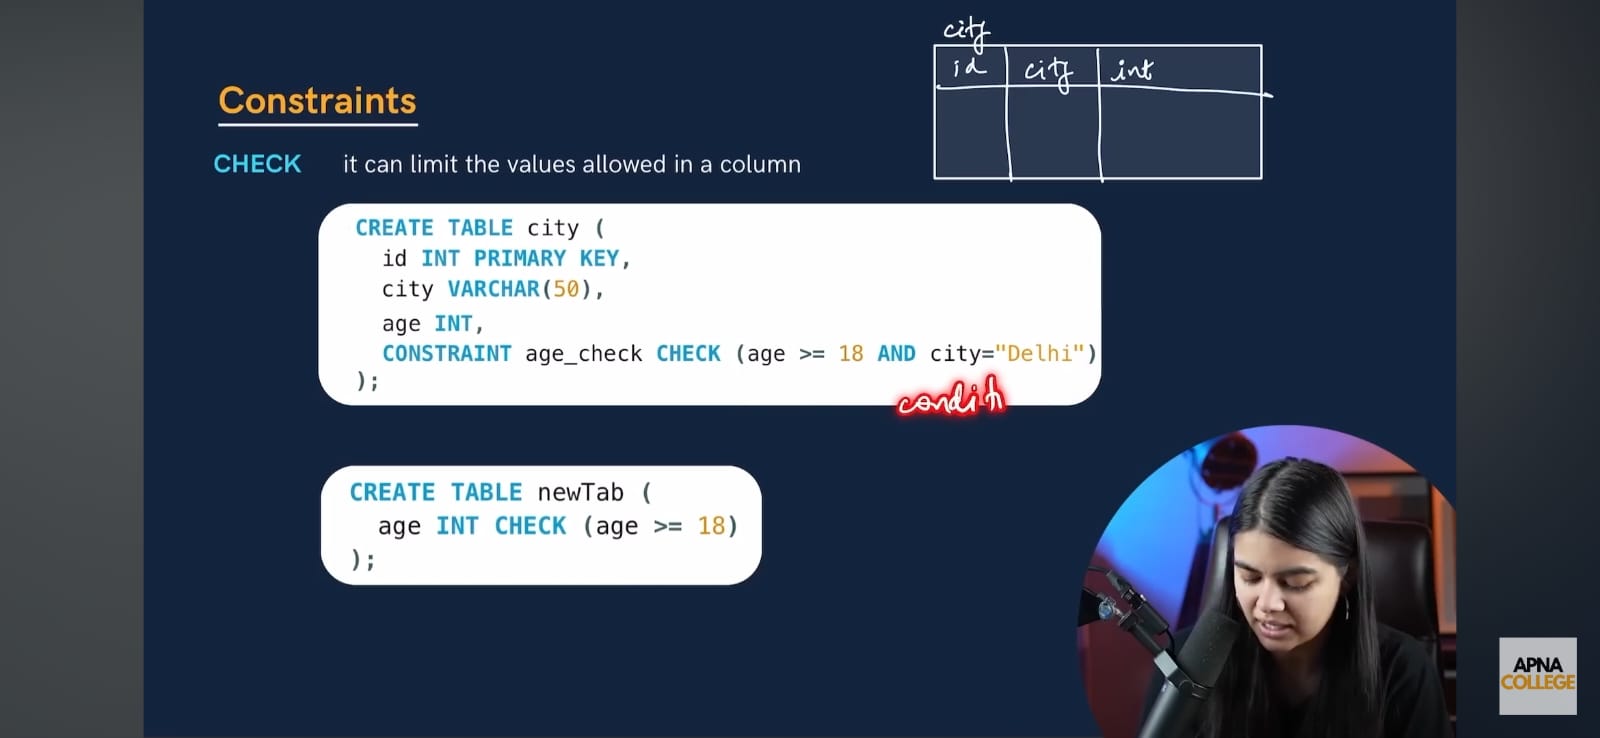 city
id city int
Constraints
CHECK it can limit the values allowed in a column
CREATE TABLE city (
id INT PRIMARY KEY,
city VARCHAR(50),
age INT,
CONSTRAINT age_check CHECK (age >= 18 AND city="Delhi")
);
condit
CREATE TABLE newTab (
age INT CHECK (age >= 18)
);
APNA
COLLEGE